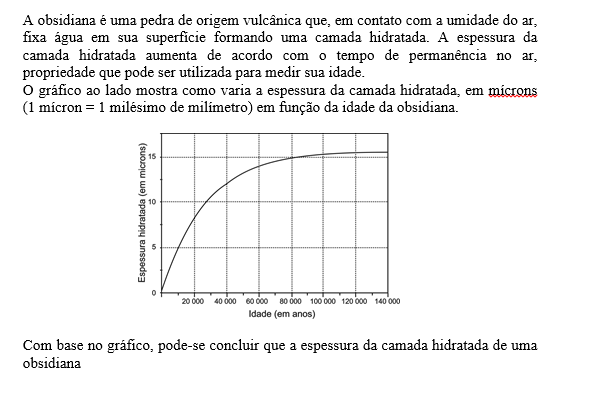 A obsidiana é uma pedra de origem vulcânica que, em contato com a umidade do ar,
fixa água em sua superfície formando uma camada hidratada. A espessura da
camada hidratada aumenta de acordo com o tempo de permanência no ar,
propriedade que pode ser utilizada para medir sua idade.
O gráfico ao lado mostra como varia a espessura da camada hidratada, em mícrons
(1 mícron = 1 milésimo de milímetro) em função da idade da obsidiana.
Espessura hidratada (em microns)
15
10
5
0
20 000 40 000 60 000 80 000 100 000 120 000 140 000
Idade (em anos)
Com base no gráfico, pode-se concluir que a espessura da camada hidratada de uma
obsidiana